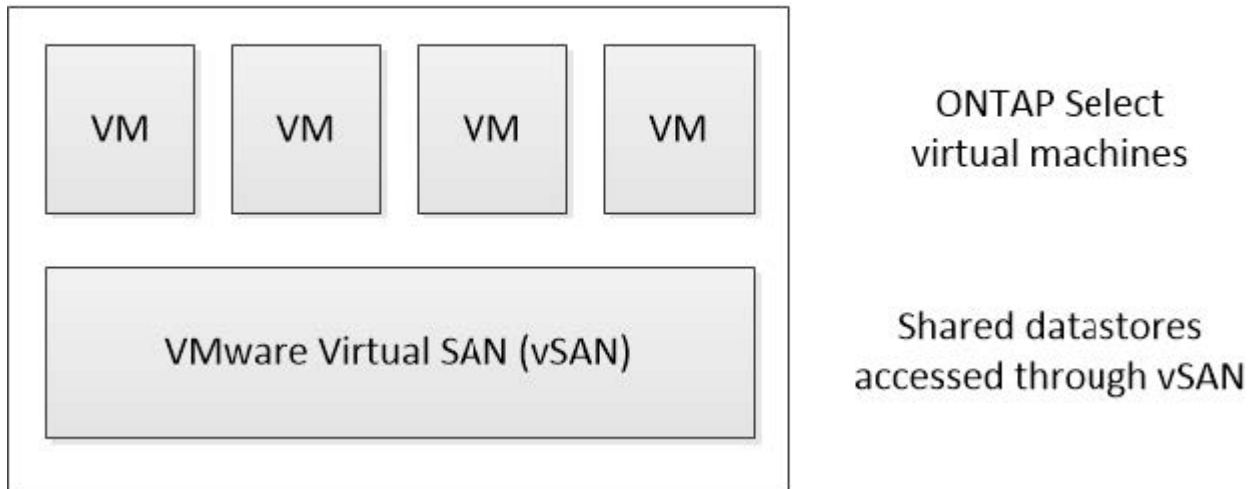 VM VM VM VM
ONTAP Select
virtual machines
VMware Virtual SAN (vSAN)
Shared datastores
accessed through vSAN